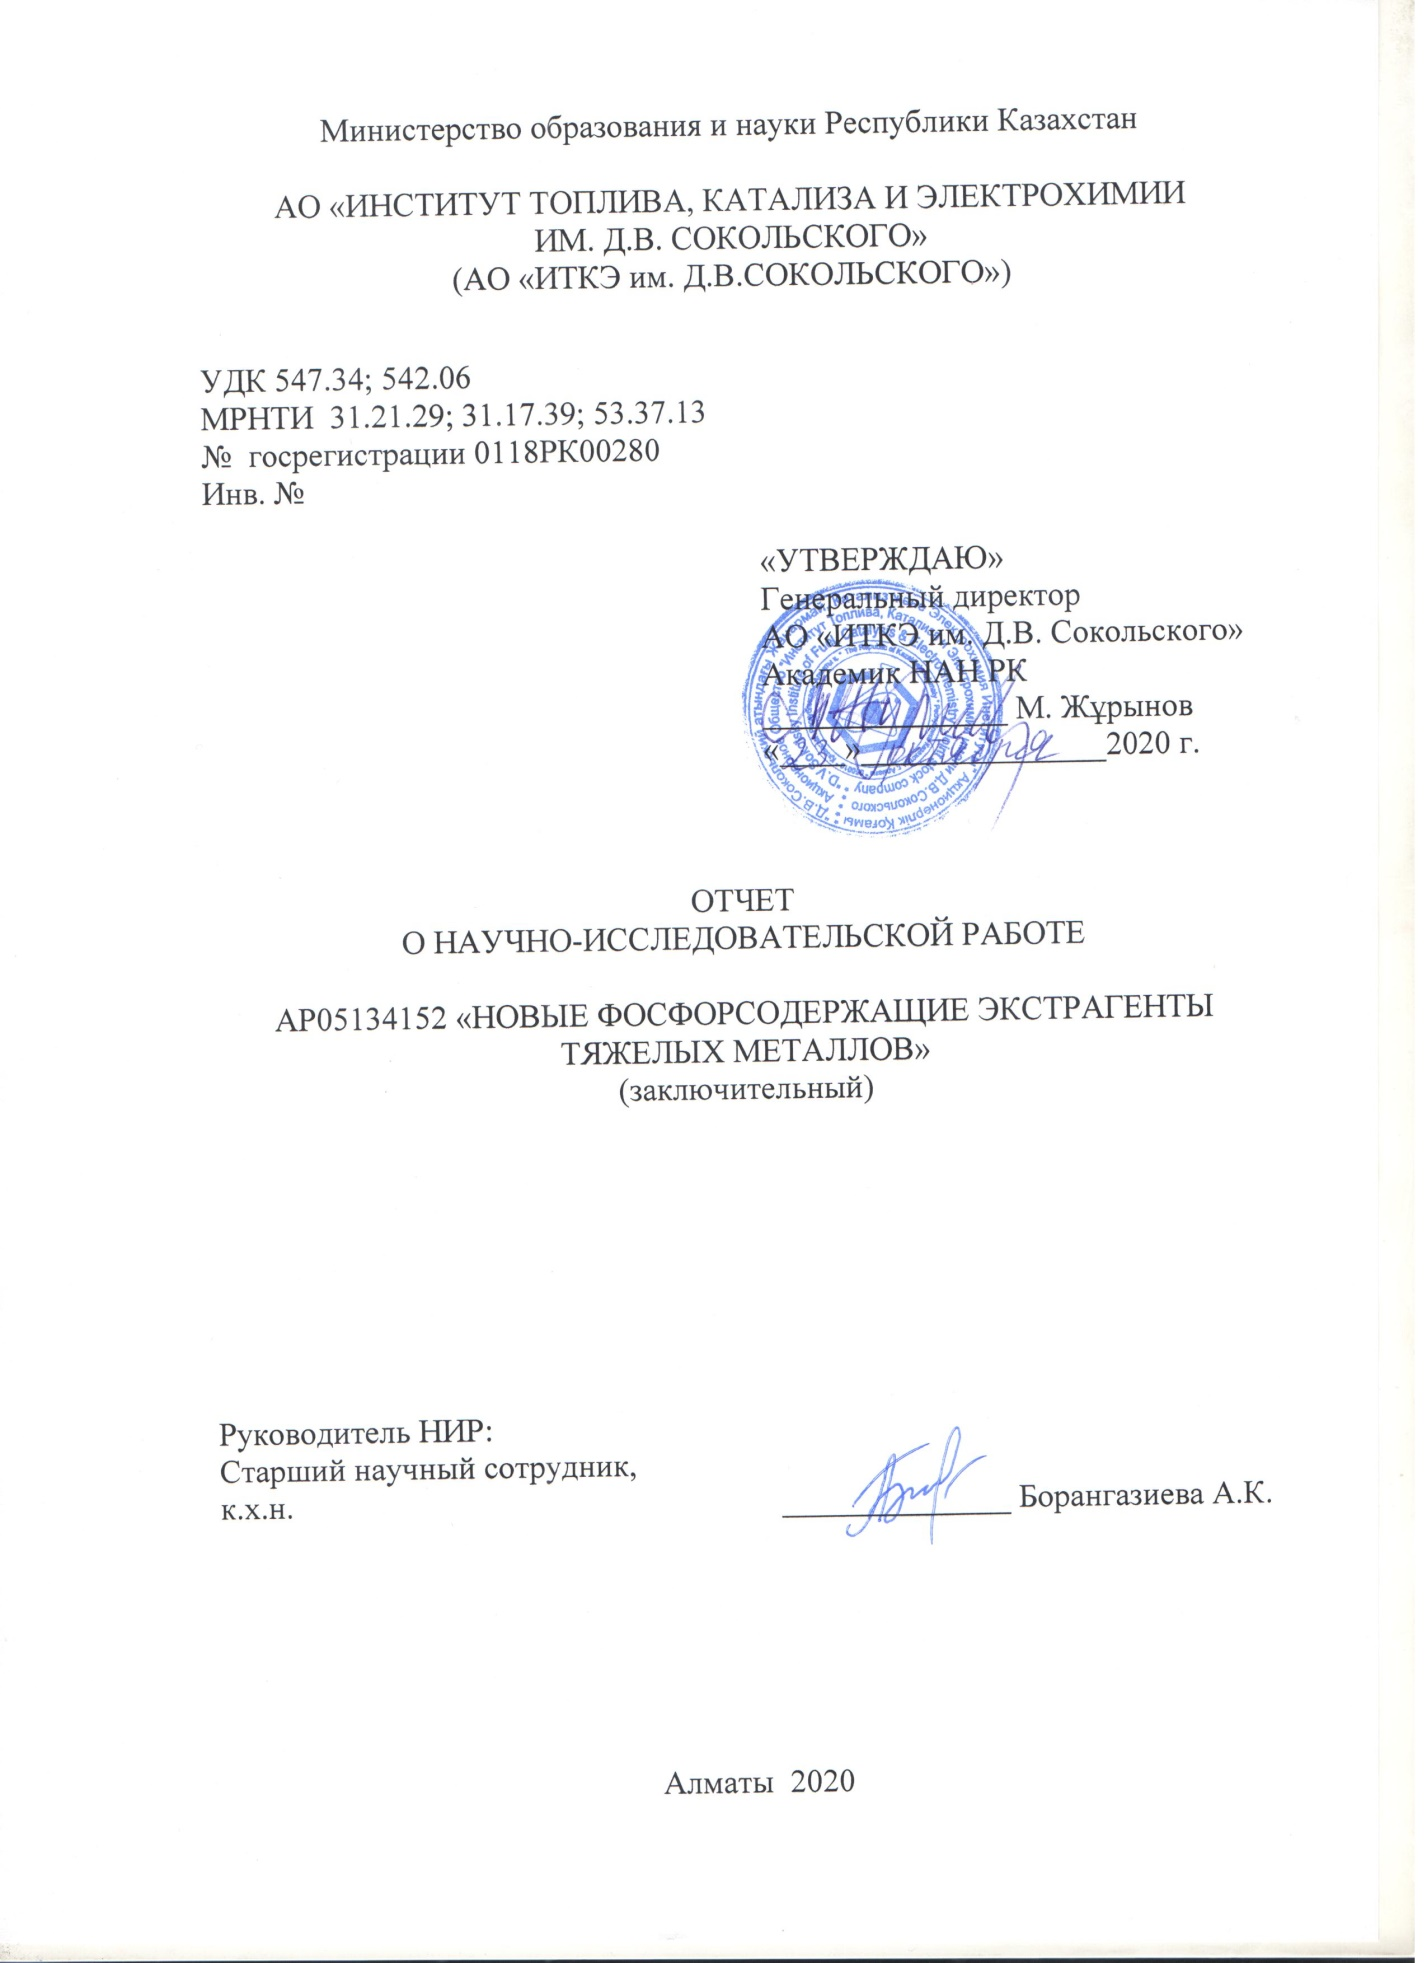 Министерство образования и науки Республики Казахстан
АО «ИНСТИТУТ ТОПЛИВА, КАТАЛИЗА И ЭЛЕКТРОХИМИИ
ИМ. Д.В. СОКОЛЬСКОГО»
(АО «ИТКЭ им. Д.В.СОКОЛЬСКОГО»)
УДК 547.34; 542.06
МРНТИ 31.21.29; 31.17.39; 53.37.13
№ госрегистрации 0118РК00280
Инв. №
«УТВЕРЖДАЮ»
Генеральный директор
АО «ИТКЭ им. Д.В. Сокольского»
Академик НАН РК
М. Жұрынов
« » октября 2020 г.
ОТЧЕТ
О НАУЧНО-ИССЛЕДОВАТЕЛЬСКОЙ РАБОТЕ
АР05134152 «НОВЫЕ ФОСФОРСОДЕРЖАЩИЕ ЭКСТРАГЕНТЫ
ТЯЖЕЛЫХ МЕТАЛЛОВ»
(заключительный)
Руководитель НИР:
Старший научный сотрудник,
к.х.н. Борангазиева А.К.
Алматы 2020